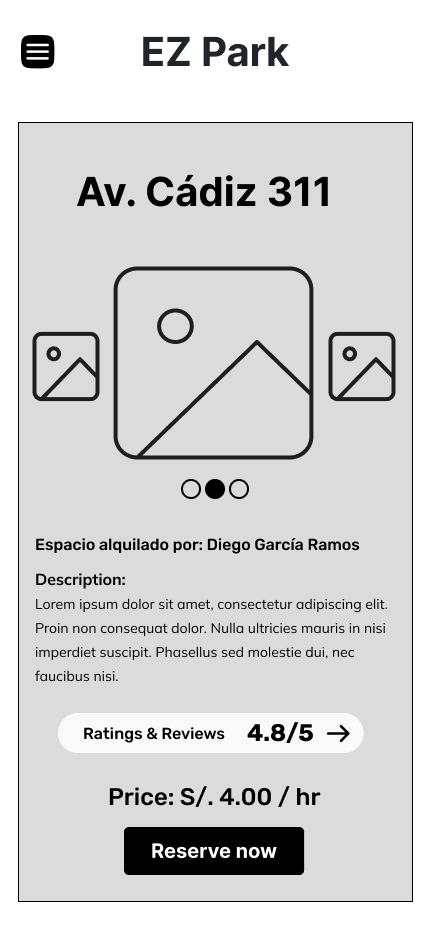 EZ Park
Av. Cádiz 311
Espacio alquilado por: Diego García Ramos
Description:
Lorem ipsum dolor sit amet, consectetur adipiscing elit.
Proin non consequat dolor. Nulla ultricies mauris in nisi
imperdiet suscipit. Phasellus sed molestie dui, nec
faucibus nisi.
Ratings & Reviews 4.8/5
Price: S/. 4.00 / hr
Reserve now